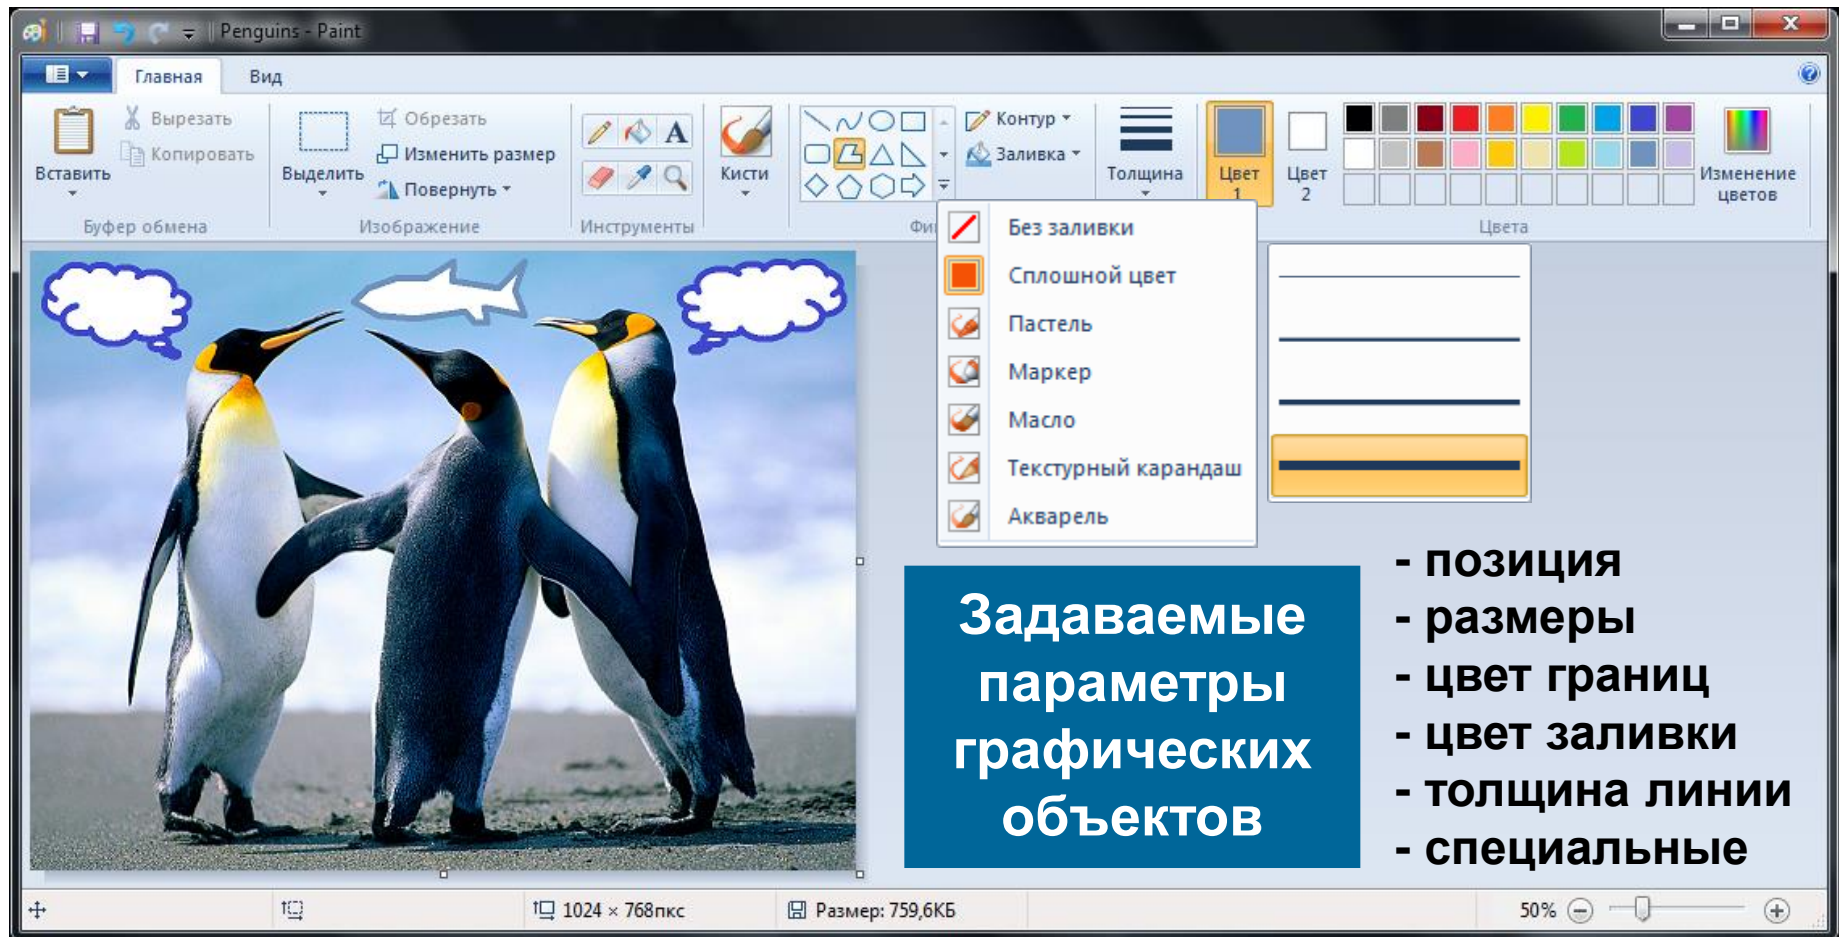 Penguins - Paint
Главная Вид
Вырезать
Копировать
Вставить
Буфер обмена
Обрезать
Изменить размер
Повернуть
Выделить
Изображение
A
Инструменты
Кисти
Контур
Заливка
Фи
Толщина
Цвет
1
Цвет
2
Изменение
цветов
Цвета
Без заливки
Сплошной цвет
Пастель
Маркер
Масло
Текстурный карандаш
Акварель
Задаваемые
параметры
графических
объектов
- позиция
- размеры
- цвет границ
- цвет заливки
- толщина линии
- специальные
1024 × 768пкс
Размер: 759,6КБ
50%